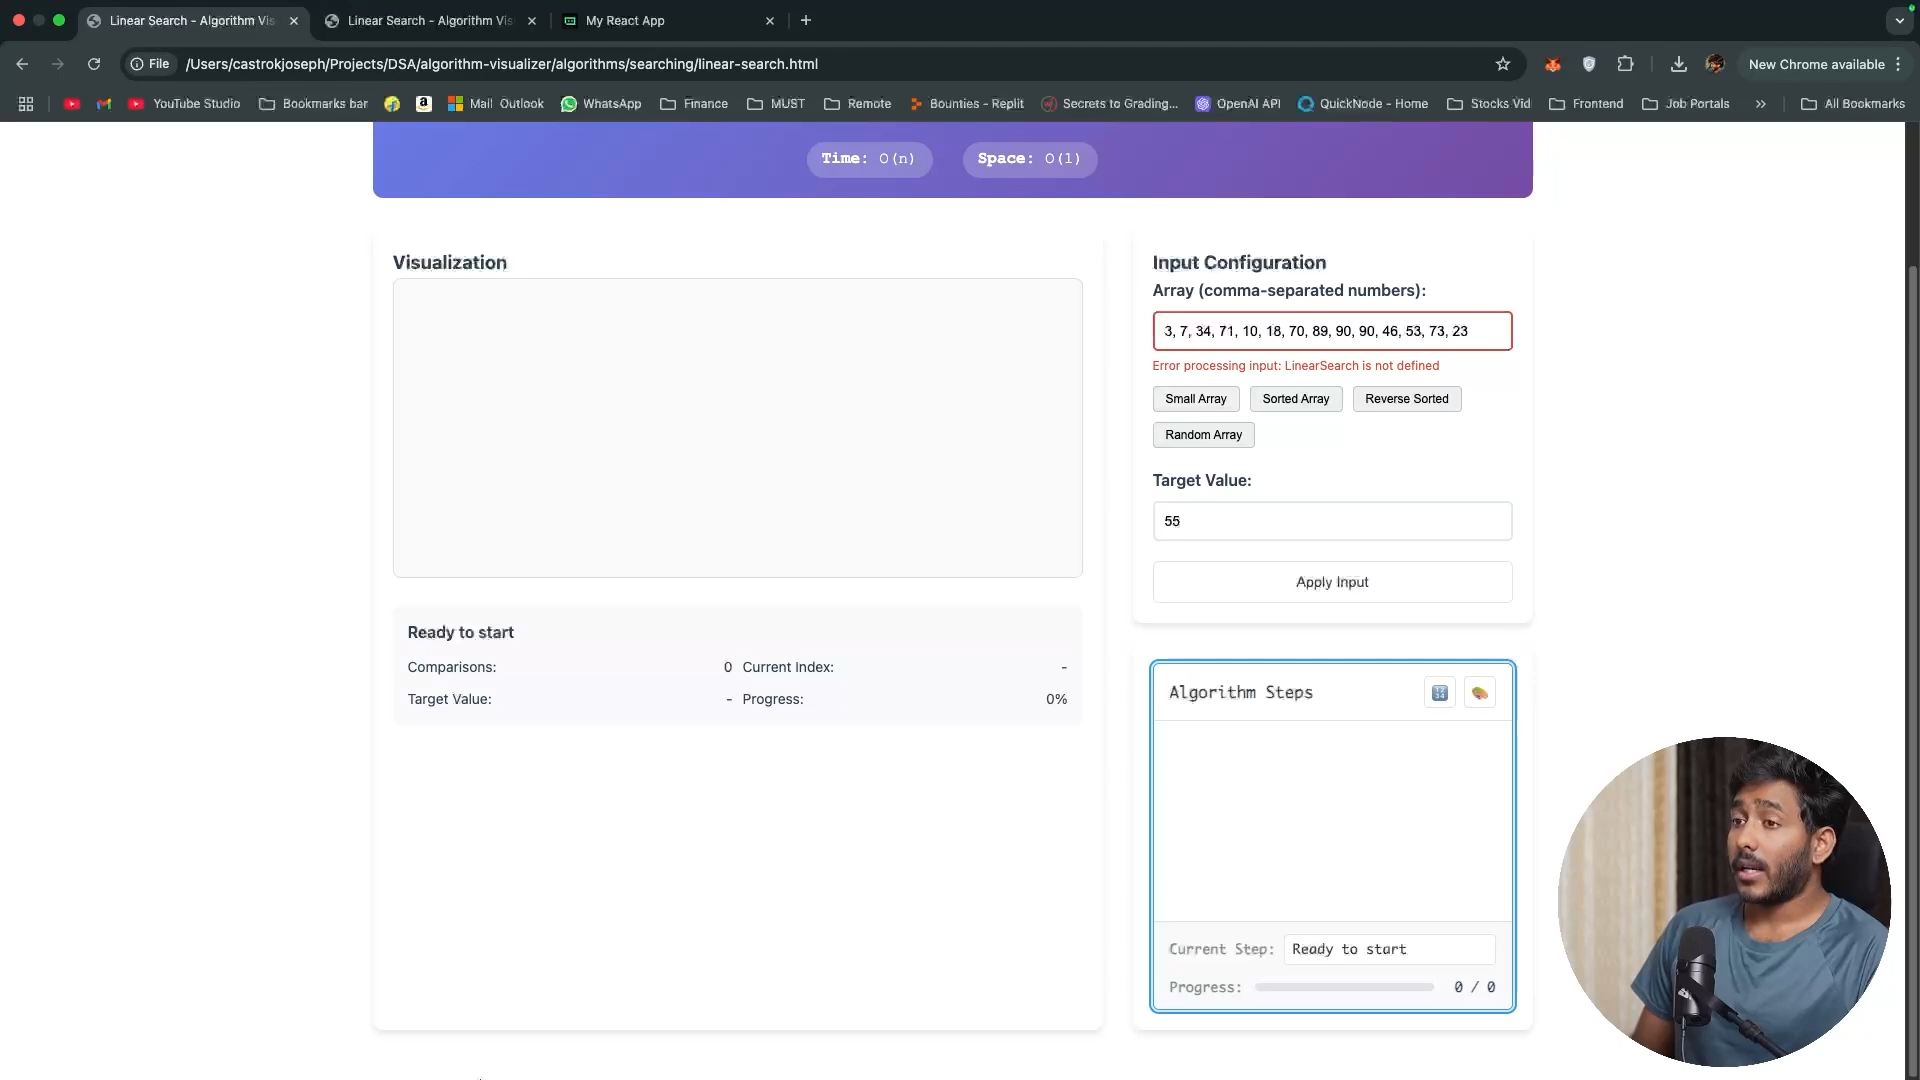 Linear Search - Algorithm Vis
Linear Search - Algorithm Vis
My React App
File
/Users/castrokjoseph/Projects/DSA/algorithm-visualizer/algorithms/searching/linear-search.html
New Chrome available
YouTube Studio
Bookmarks bar
Mail
Outlook
WhatsApp
Finance
MUST
Remote
Bounties - Replit
Secrets to Grading...
OpenAI API
QuickNode - Home
Stocks Vid
Frontend
Job Portals
All Bookmarks
Time: O(n)
Space: O(1)
Visualization
Ready to start
Comparisons: 0
Current Index: -
Target Value: -
Progress: 0%
Input Configuration
Array (comma-separated numbers):
3, 7, 34, 71, 10, 18, 70, 89, 90, 90, 46, 53, 73, 23
Error processing input: LinearSearch is not defined
Small Array
Sorted Array
Reverse Sorted
Random Array
Target Value:
55
Apply Input
Algorithm Steps
Current Step: Ready to start
Progress: 0 / 0